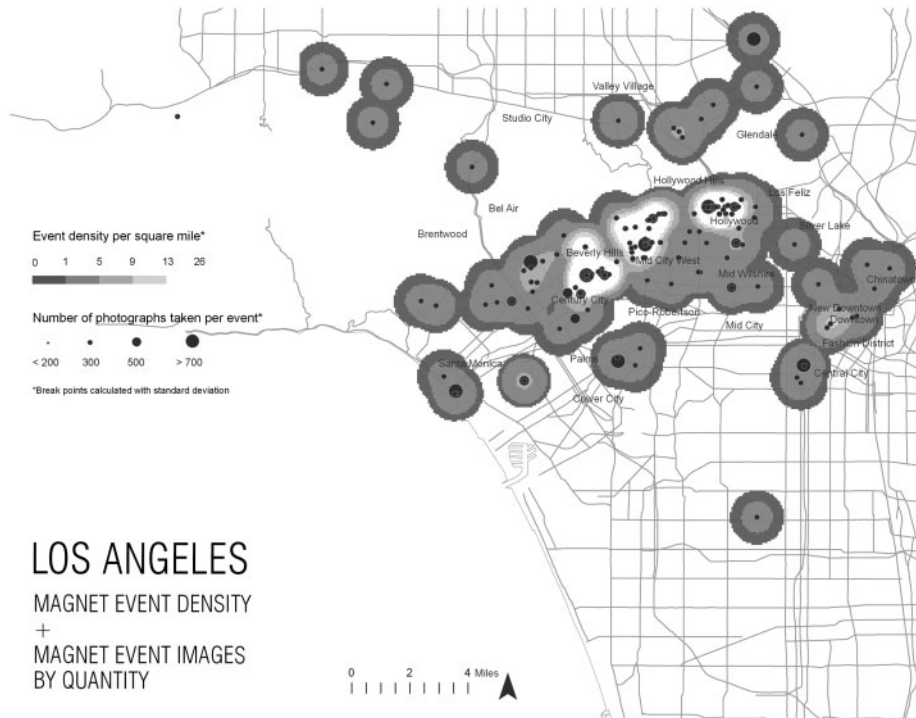 Valley Village
Studio City
Glendale
Hollywood Hills
Los Feliz
Bel Air
Hollywood
Silver Lake
Brentwood
Event density per square mile*
0 1 5 9 13 26
Beverly Hills
Mid City West
Mid Wilshire
Chinatown
Century City
New Downtown
Number of photographs taken per event*
Pico-Robertson
Downtown
Mid City
Fashion District
< 200 300 500 > 700
Santa Monica
Palms
Central City
*Break points calculated with standard deviation
Culver City
LOS ANGELES
MAGNET EVENT DENSITY
+
MAGNET EVENT IMAGES
BY QUANTITY
0 2 4 Miles